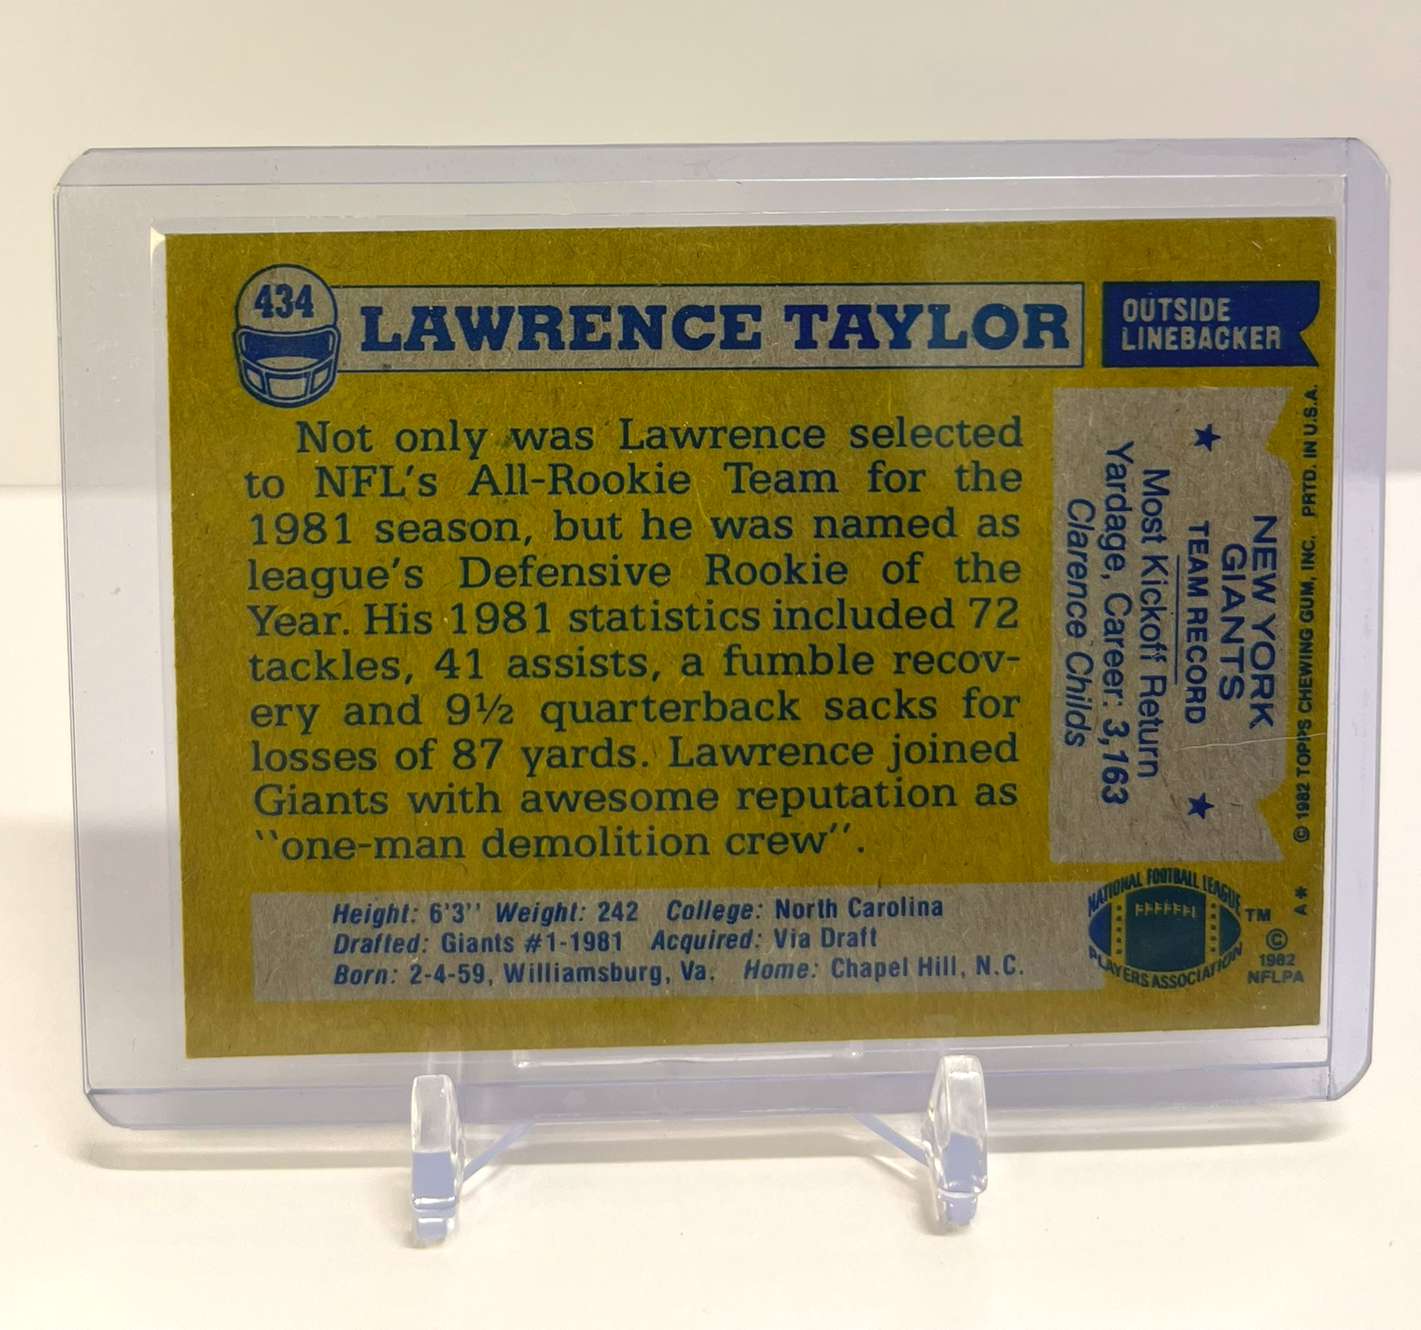 434
LAWRENCE TAYLOR
OUTSIDE
LINEBACKER
Not only was Lawrence selected
to NFL's All-Rookie Team for the
1981 season, but he was named as
league's Defensive Rookie of the
Year. His 1981 statistics included 72
tackles, 41 assists, a fumble recov-
ery and 9½ quarterback sacks for
losses of 87 yards. Lawrence joined
Giants with awesome reputation as
"one-man demolition crew".
NEW YORK
GIANTS
★ TEAM RECORD ★
Most Kickoff Return
Yardage, Career: 3,163
Clarence Childs
© 1982 TOPPS CHEWING GUM, INC. PRTD. IN U.S.A.
A*
Height: 6'3" Weight: 242 College: North Carolina
Drafted: Giants #1-1981 Acquired: Via Draft
Born: 2-4-59, Williamsburg, Va. Home: Chapel Hill, N.C.
NATIONAL FOOTBALL LEAGUE
PLAYERS ASSOCIATION
TM
©
1982
NFLPA